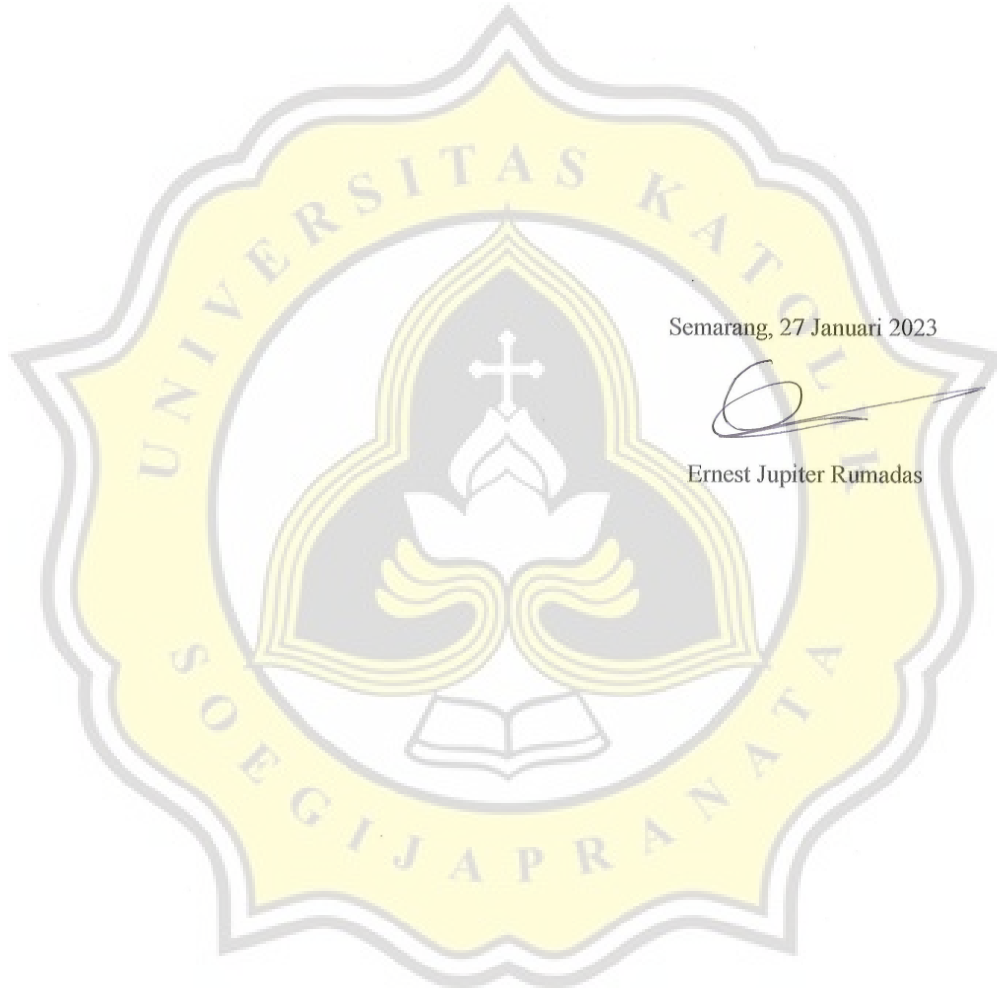 UNIVERSITAS KATOLIK
Semarang, 27 Januari 2023
Ernest Jupiter Rumadas
SOEGIJAPRANATA